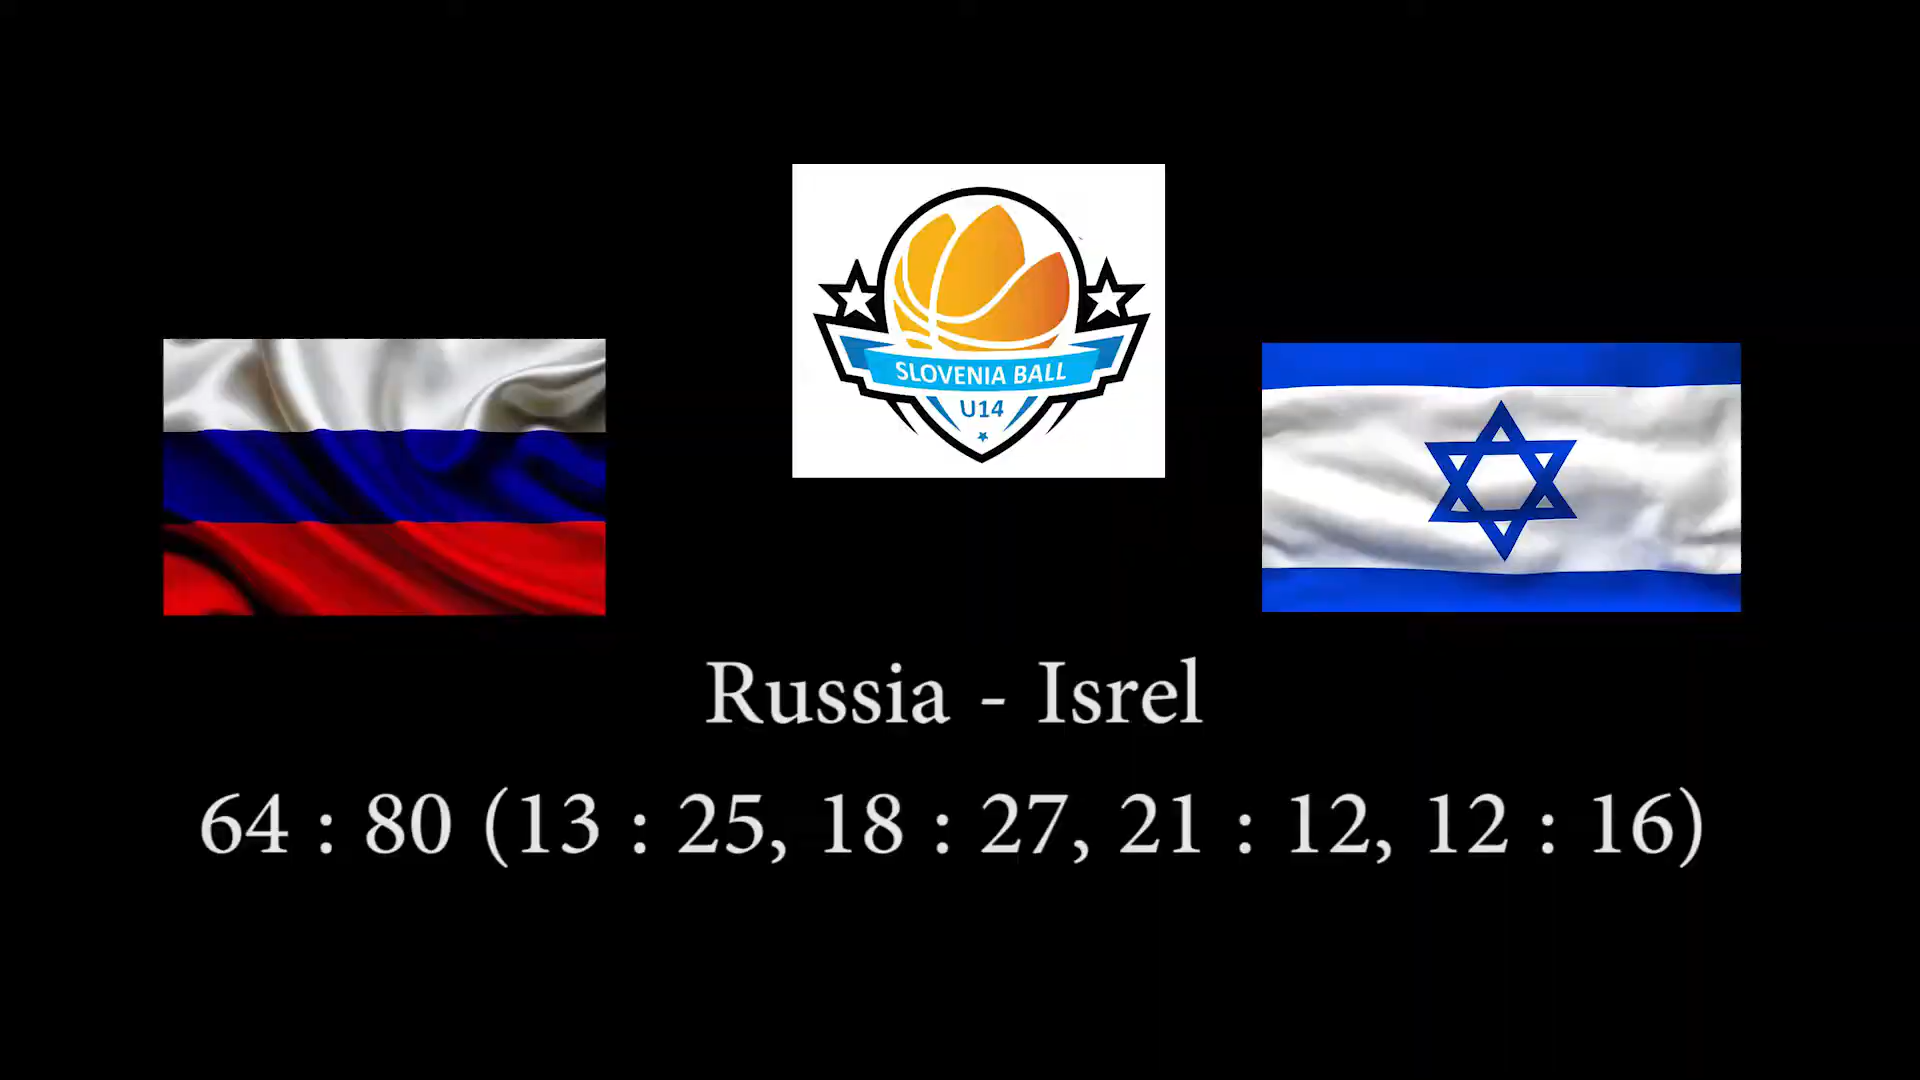 SLOVENIA BALL
U14
Russia - Isrel
64 : 80 (13 : 25, 18 : 27, 21 : 12, 12 : 16)